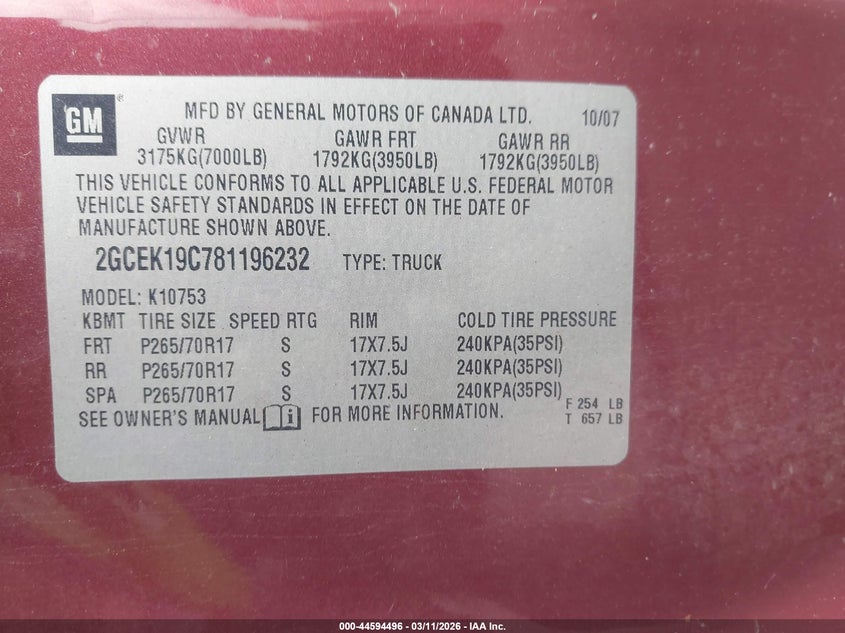 GM ®
MFD BY GENERAL MOTORS OF CANADA LTD. 10/07
GVWR GAWR FRT GAWR RR
3175KG(7000LB) 1792KG(3950LB) 1792KG(3950LB)
THIS VEHICLE CONFORMS TO ALL APPLICABLE U.S. FEDERAL MOTOR
VEHICLE SAFETY STANDARDS IN EFFECT ON THE DATE OF
MANUFACTURE SHOWN ABOVE.
2GCEK19C781196232 TYPE: TRUCK
MODEL: K10753
KBMT TIRE SIZE SPEED RTG RIM COLD TIRE PRESSURE
FRT P265/70R17 S 17X7.5J 240KPA(35PSI)
RR P265/70R17 S 17X7.5J 240KPA(35PSI)
SPA P265/70R17 S 17X7.5J 240KPA(35PSI)
SEE OWNER'S MANUAL i FOR MORE INFORMATION.
F 254 LB
T 657 LB
000-44594496 - 03/11/2026 - IAA Inc.